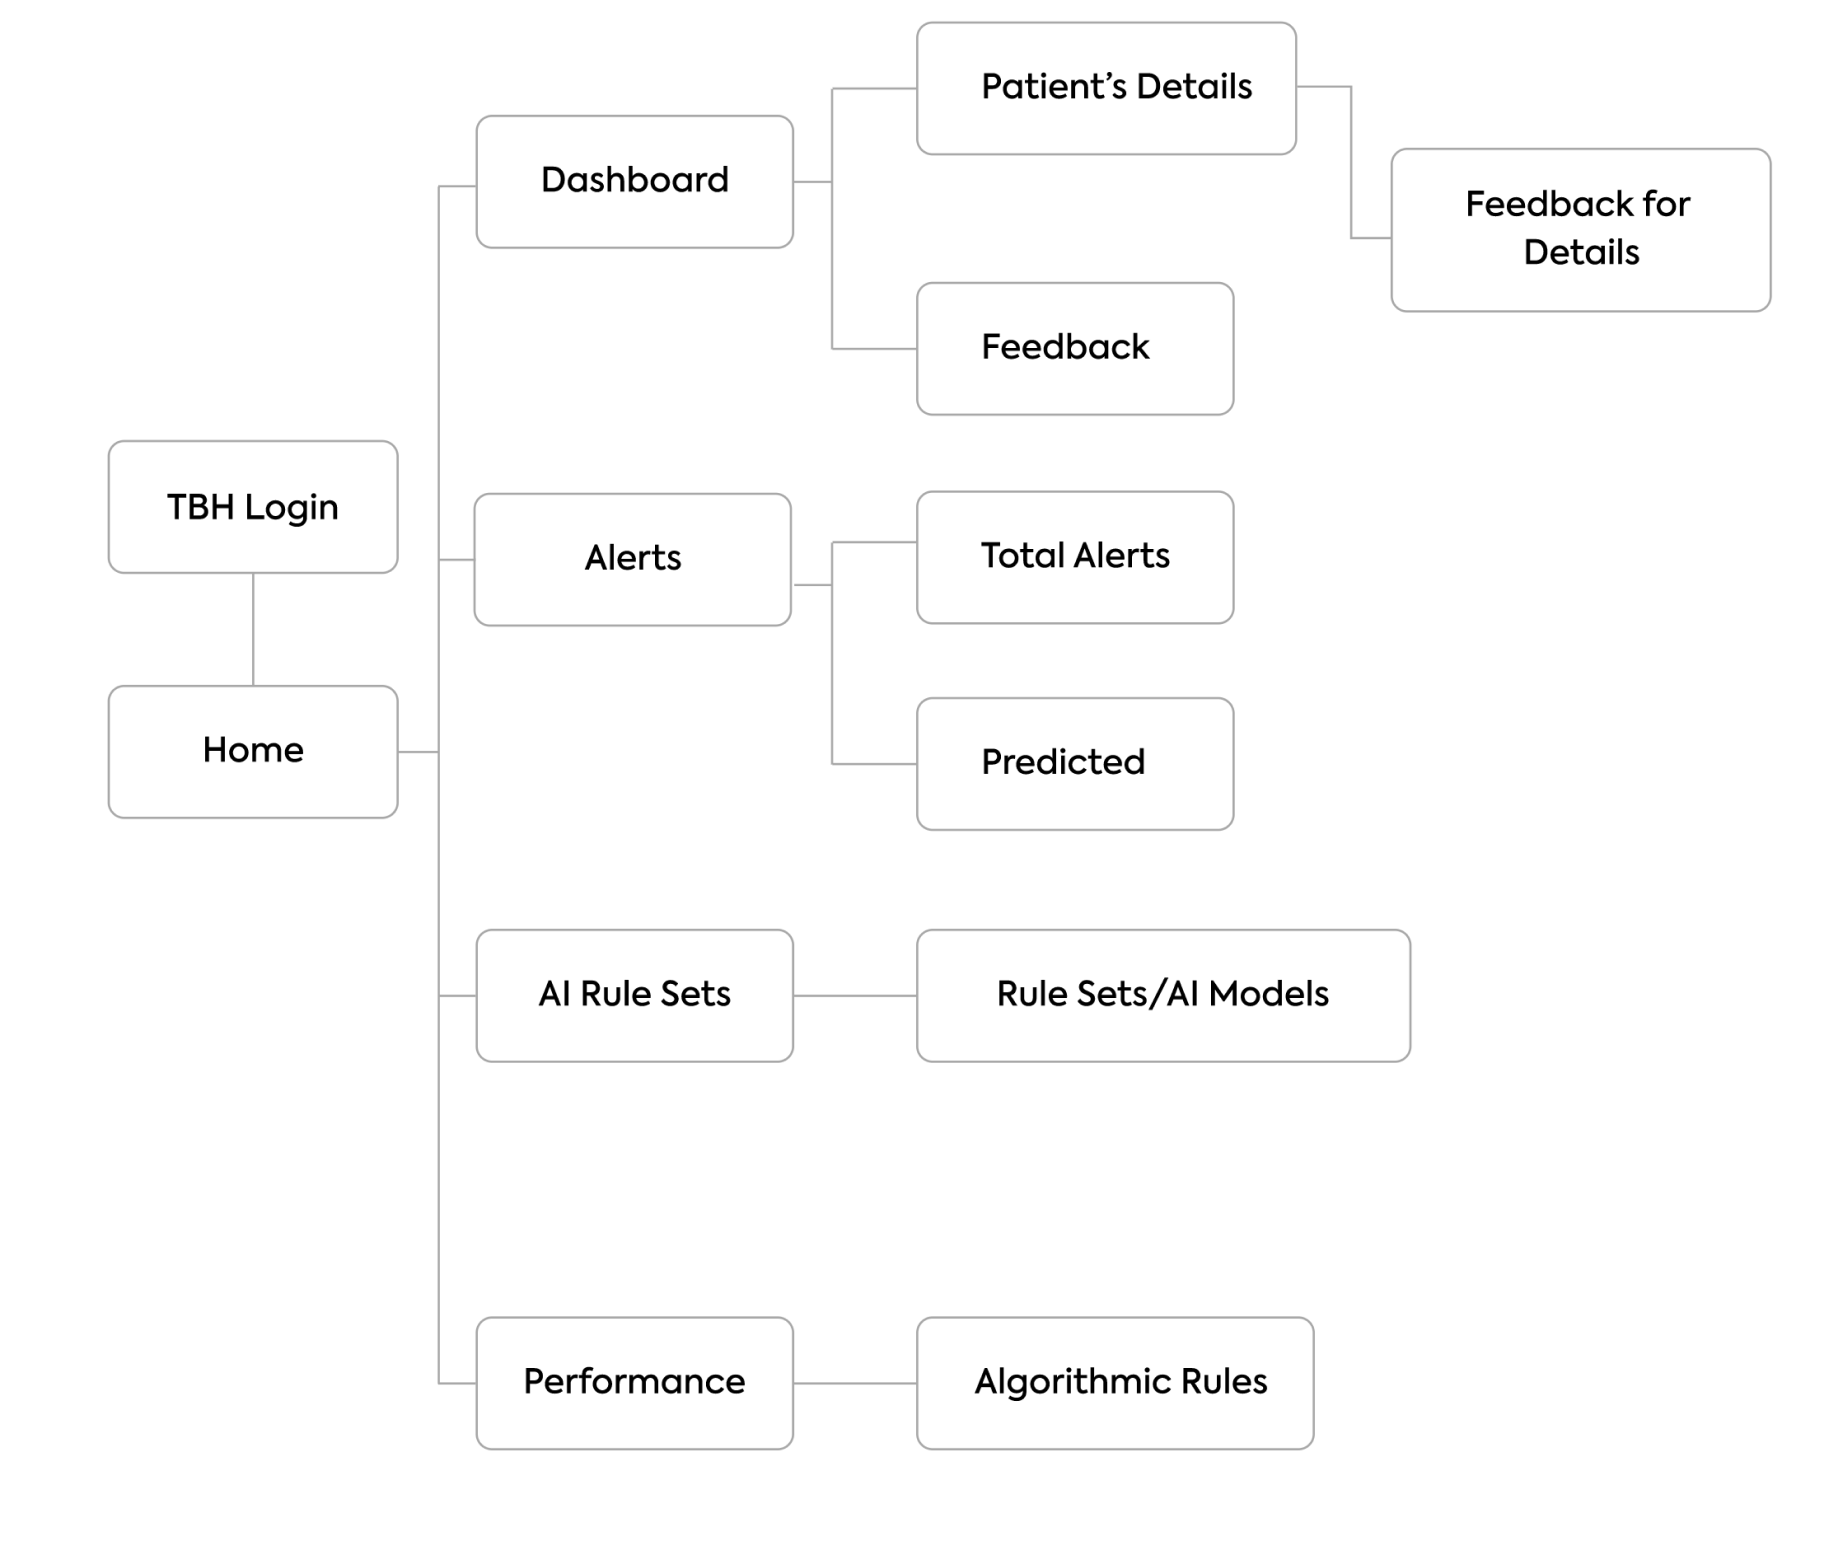 Patient’s Details
Dashboard
Feedback for
Details
Feedback
TBH Login
Alerts
Total Alerts
Home
Predicted
AI Rule Sets
Rule Sets/AI Models
Performance
Algorithmic Rules